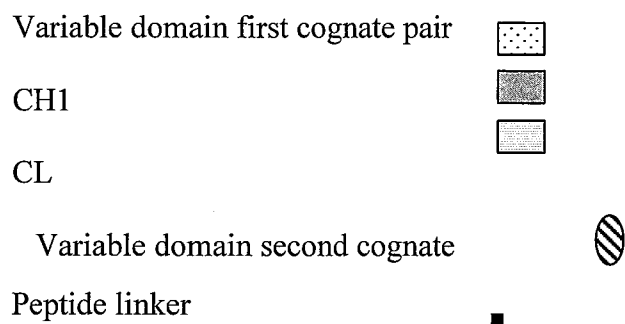 Variable domain first cognate pair
CH1
CL
Variable domain second cognate
Peptide linker